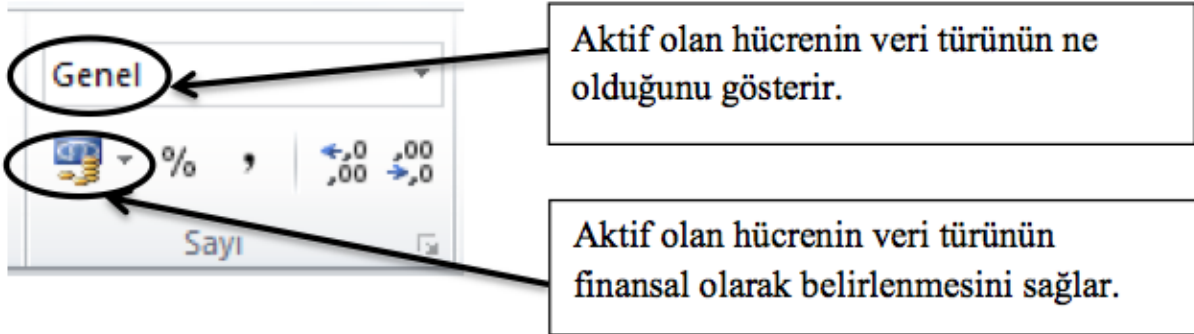 Genel
Aktif olan hücrenin veri türünün ne
olduğunu gösterir.
% , ,0 ,00
,00 ,0
Sayı
Aktif olan hücrenin veri türünün
finansal olarak belirlenmesini sağlar.